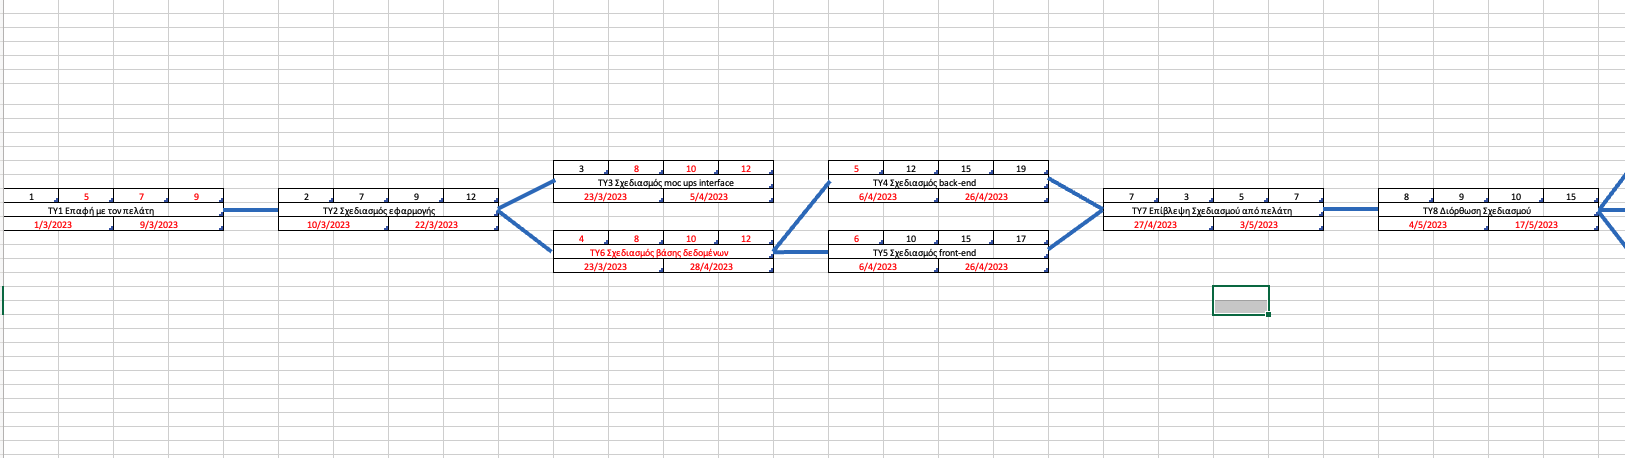 1 5 7 9
ΤΥ1 Επαφή με τον πελάτη
1/3/2023 9/3/2023
2 7 9 12
ΤΥ2 Σχεδιασμός εφαρμογής
10/3/2023 22/3/2023
3 8 10 12
ΤΥ3 Σχεδιασμός moc ups interface
23/3/2023 5/4/2023
4 8 10 12
ΤΥ6 Σχεδιασμός βάσης δεδομένων
23/3/2023 28/4/2023
5 12 15 19
ΤΥ4 Σχεδιασμός back-end
6/4/2023 26/4/2023
6 10 15 17
ΤΥ5 Σχεδιασμός front-end
6/4/2023 26/4/2023
7 3 5 7
ΤΥ7 Επίβλεψη Σχεδιασμού από πελάτη
27/4/2023 3/5/2023
8 9 10 15
ΤΥ8 Διόρθωση Σχεδιασμού
4/5/2023 17/5/2023